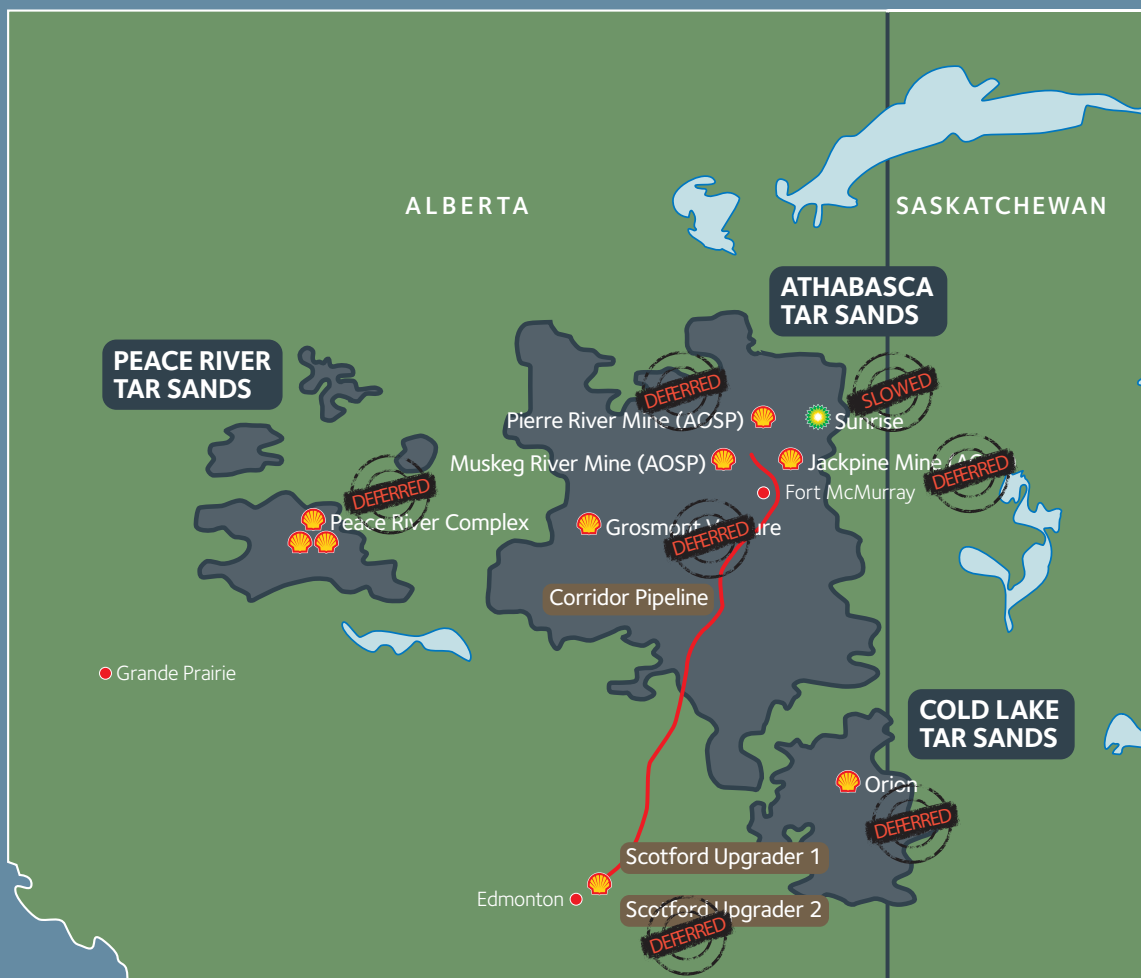 ALBERTA
SASKATCHEWAN
ATHABASCA
TAR SANDS
PEACE RIVER
TAR SANDS
DEFERRED
SLOWED
Pierre River Mine (AOSP)
Sunrise
Muskeg River Mine (AOSP)
Jackpine Mine
DEFERRED
Fort McMurray
DEFERRED
Peace River Complex
Grosmont Venture
DEFERRED
Corridor Pipeline
Grande Prairie
COLD LAKE
TAR SANDS
Orion
DEFERRED
Scotford Upgrader 1
Edmonton
Scotford Upgrader 2
DEFERRED